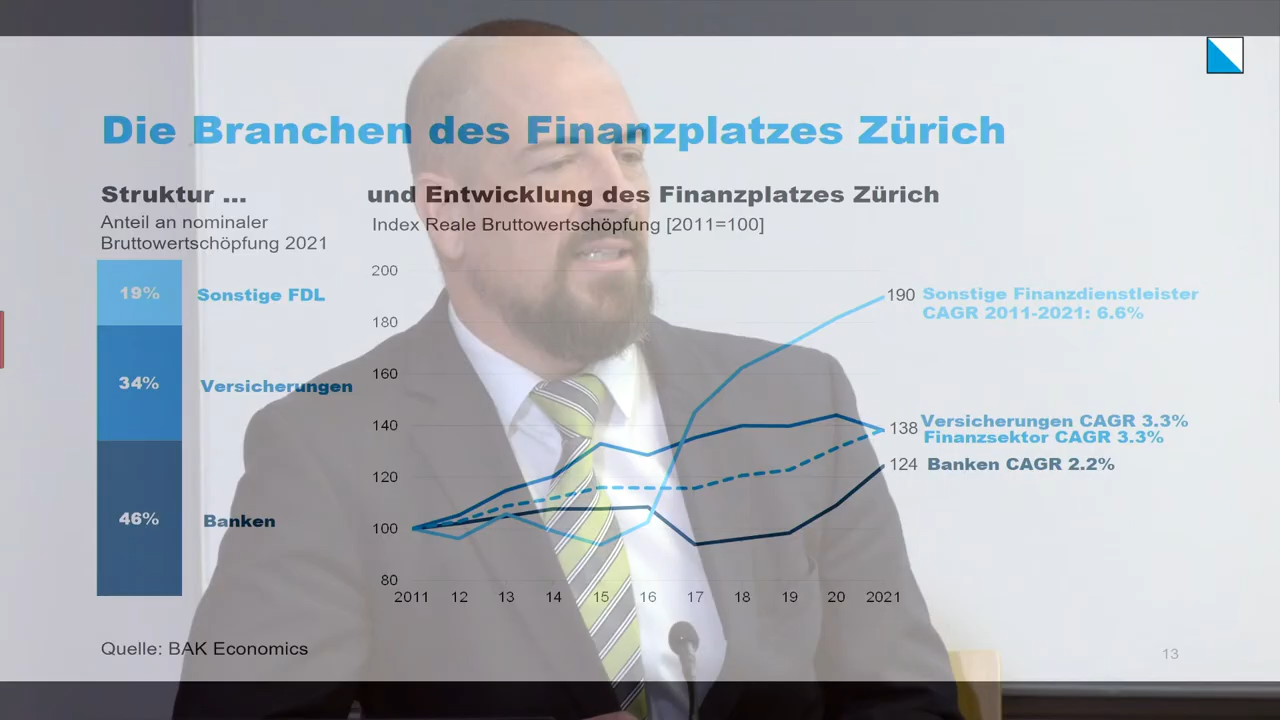 Die Branchen des Finanzplatzes Zürich
Struktur ...
und Entwicklung des Finanzplatzes Zürich
Anteil an nominaler
Bruttowertschöpfung 2021
Index Reale Bruttowertschöpfung [2011=100]
19%
Sonstige FDL
34%
Versicherungen
46%
Banken
200
180
160
140
120
100
80
2011 12 13 14 15 16 17 18 19 20 2021
190 Sonstige Finanzdienstleister
CAGR 2011-2021: 6.6%
138 Versicherungen CAGR 3.3%
Finanzsektor CAGR 3.3%
124 Banken CAGR 2.2%
Quelle: BAK Economics
13